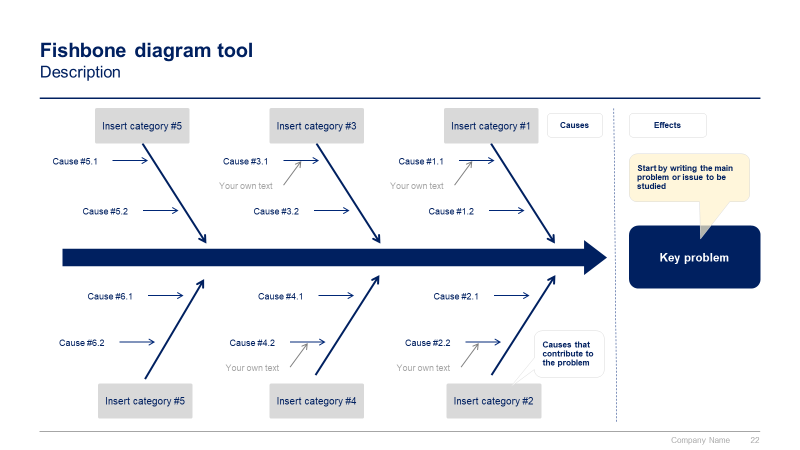 Fishbone diagram tool
Description
Insert category #5
Insert category #3
Insert category #1
Causes
Effects
Cause #5.1
Cause #3.1
Cause #1.1
Start by writing the main
problem or issue to be
studied
Your own text
Your own text
Cause #5.2
Cause #3.2
Cause #1.2
Key problem
Cause #6.1
Cause #4.1
Cause #2.1
Cause #6.2
Cause #4.2
Cause #2.2
Causes that
contribute to
the problem
Your own text
Your own text
Insert category #5
Insert category #4
Insert category #2
Company Name
22